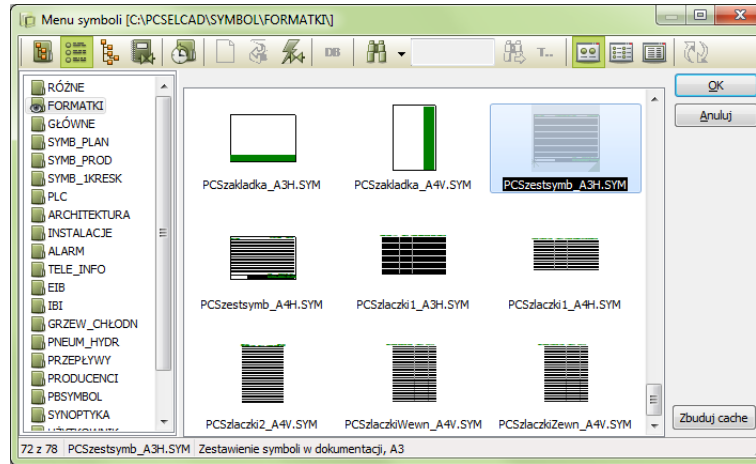 Menu symboli [C:\PCSELCAD\SYMBOL\FORMATKI\]
DB
T...
RÓŻNE
FORMATKI
GŁÓWNE
SYMB_PLAN
SYMB_PROD
SYMB_1KRESK
PLC
ARCHITEKTURA
INSTALACJE
ALARM
TELE_INFO
EIB
IBI
GRZEW_CHŁODN
PNEUM_HYDR
PRZEPŁYWY
PRODUCENCI
PBSYMBOL
SYNOPTYKA
UŻYTKOWNIK
PCSzakladka_A3H.SYM PCSzakladka_A4V.SYM PCSzestsymb_A3H.SYM
PCSzestsymb_A4H.SYM PCSzlaczki1_A3H.SYM PCSzlaczki1_A4H.SYM
PCSzlaczki2_A4V.SYM PCSzlaczkiWewn_A4V.SYM PCSzlaczkiZewn_A4V.SYM
OK
Anuluj
Zbuduj cache
72 z 78 PCSzestsymb_A3H.SYM Zestawienie symboli w dokumentacji, A3